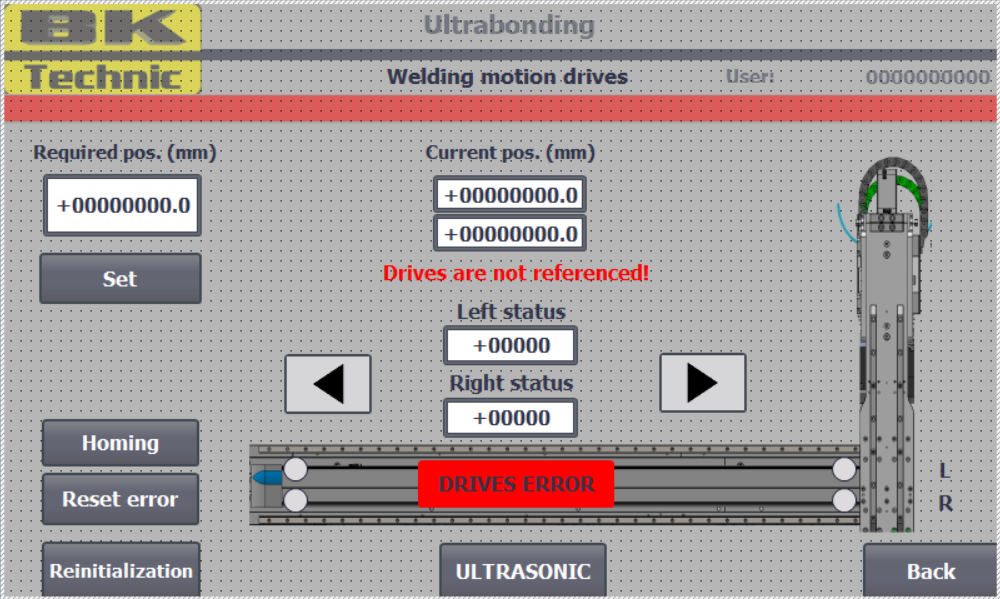 BK
Technic
Ultrabonding
Welding motion drives
User:
0000000000
Required pos. (mm)
+00000000.0
Set
Current pos. (mm)
+00000000.0
+00000000.0
Drives are not referenced!
Left status
+00000
Right status
+00000
Homing
Reset error
DRIVES ERROR
L
R
Reinitialization
ULTRASONIC
Back